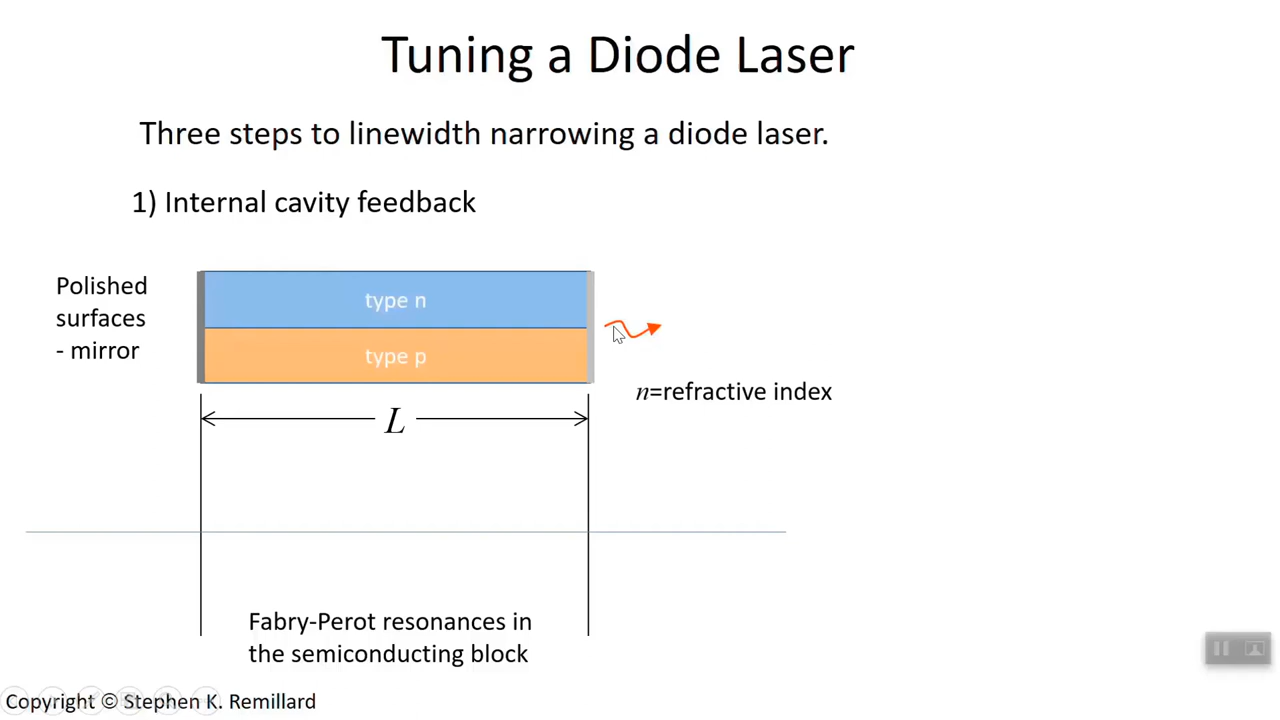 Tuning a Diode Laser
Three steps to linewidth narrowing a diode laser.
1) Internal cavity feedback
Polished
surfaces
- mirror
type n
type p
n=refractive index
L
Fabry-Perot resonances in
the semiconducting block
Copyright © Stephen K. Remillard